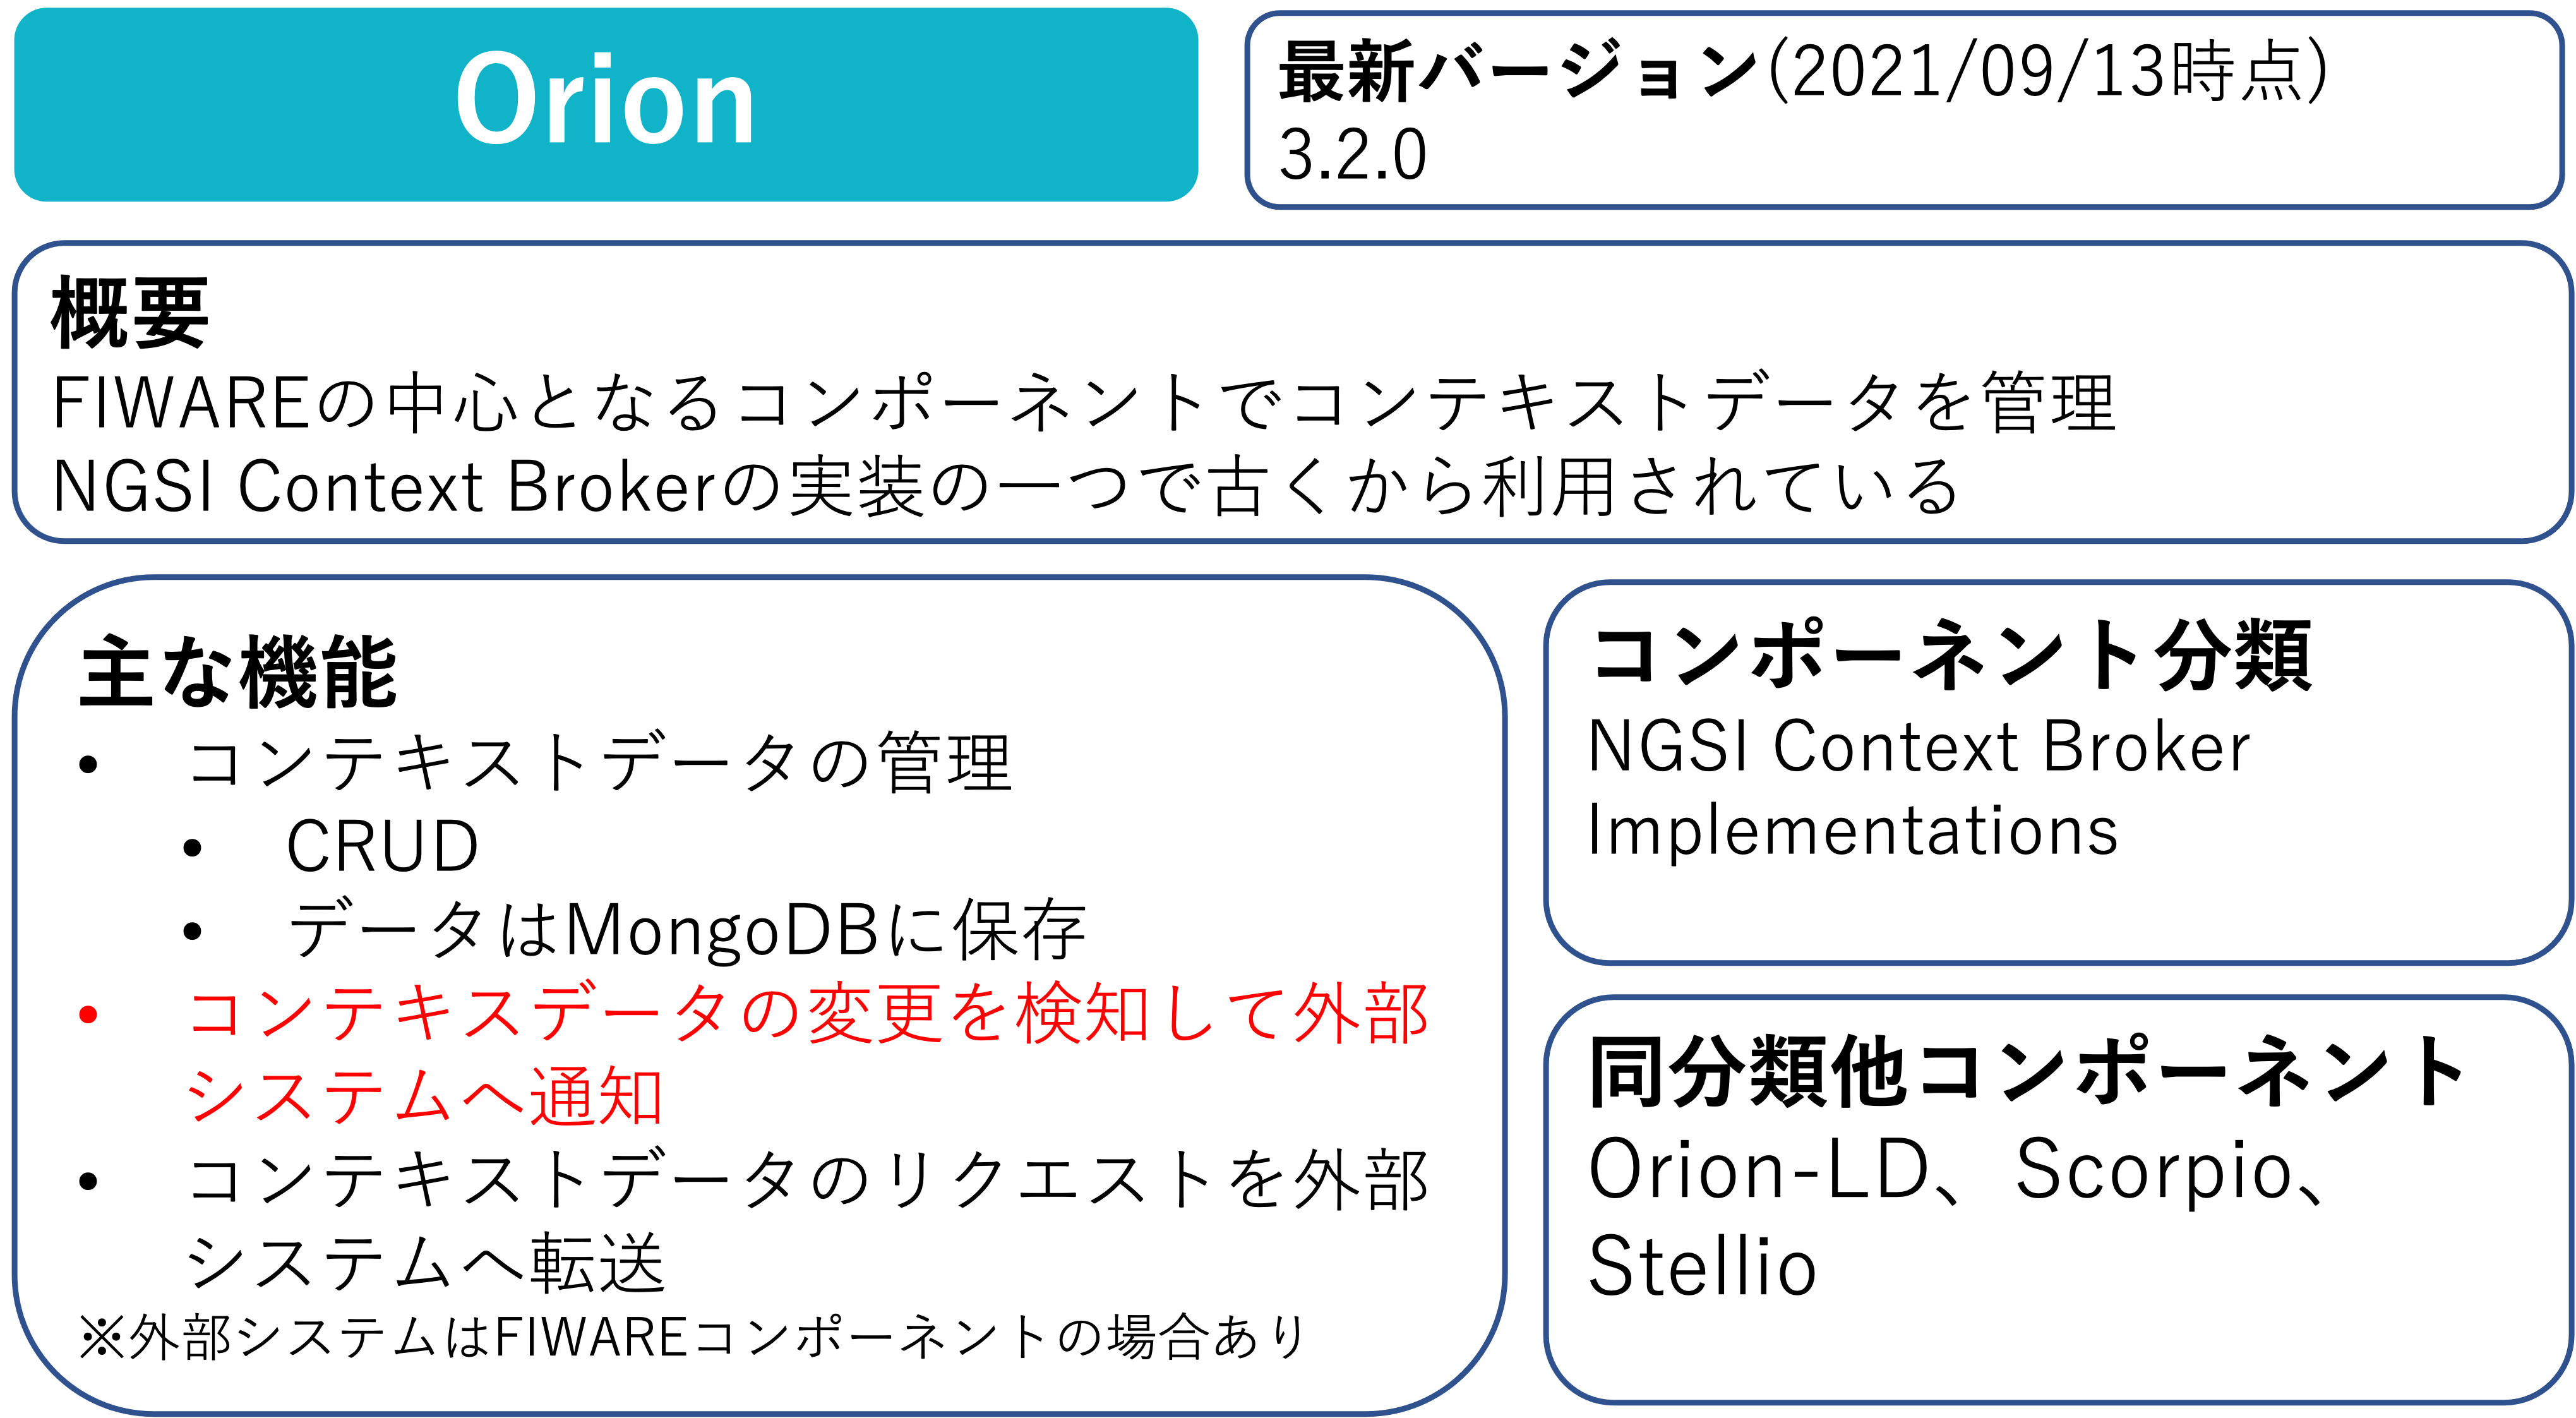 Orion
最新バージョン(2021/09/13時点)
3.2.0
概要
FIWAREの中心となるコンポーネントでコンテキストデータを管理
NGSI Context Brokerの実装の一つで古くから利用されている
主な機能
• コンテキストデータの管理
• CRUD
• データはMongoDBに保存
• コンテキスデータの変更を検知して外部
システムへ通知
• コンテキストデータのリクエストを外部
システムへ転送
※外部システムはFIWAREコンポーネントの場合あり
コンポーネント分類
NGSI Context Broker
Implementations
同分類他コンポーネント
Orion-LD、Scorpio、
Stellio